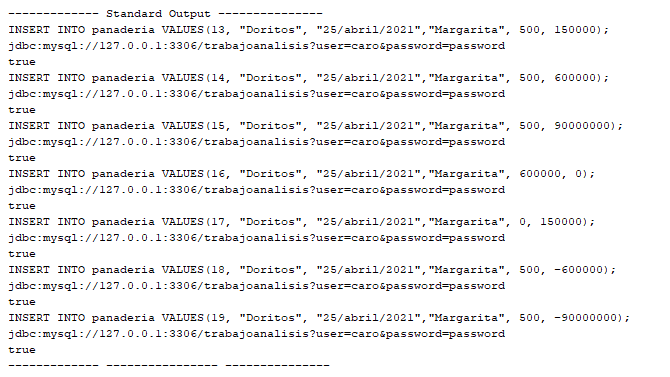 ------------- Standard Output ---------------
INSERT INTO panaderia VALUES(13, "Doritos", "25/abril/2021","Margarita", 500, 150000);
jdbc:mysql://127.0.0.1:3306/trabajoanalisis?user=caro&password=password
true
INSERT INTO panaderia VALUES(14, "Doritos", "25/abril/2021","Margarita", 500, 600000);
jdbc:mysql://127.0.0.1:3306/trabajoanalisis?user=caro&password=password
true
INSERT INTO panaderia VALUES(15, "Doritos", "25/abril/2021","Margarita", 500, 90000000);
jdbc:mysql://127.0.0.1:3306/trabajoanalisis?user=caro&password=password
true
INSERT INTO panaderia VALUES(16, "Doritos", "25/abril/2021","Margarita", 600000, 0);
jdbc:mysql://127.0.0.1:3306/trabajoanalisis?user=caro&password=password
true
INSERT INTO panaderia VALUES(17, "Doritos", "25/abril/2021","Margarita", 0, 150000);
jdbc:mysql://127.0.0.1:3306/trabajoanalisis?user=caro&password=password
true
INSERT INTO panaderia VALUES(18, "Doritos", "25/abril/2021","Margarita", 500, -600000);
jdbc:mysql://127.0.0.1:3306/trabajoanalisis?user=caro&password=password
true
INSERT INTO panaderia VALUES(19, "Doritos", "25/abril/2021","Margarita", 500, -90000000);
jdbc:mysql://127.0.0.1:3306/trabajoanalisis?user=caro&password=password
true
------------- ---------------- ---------------